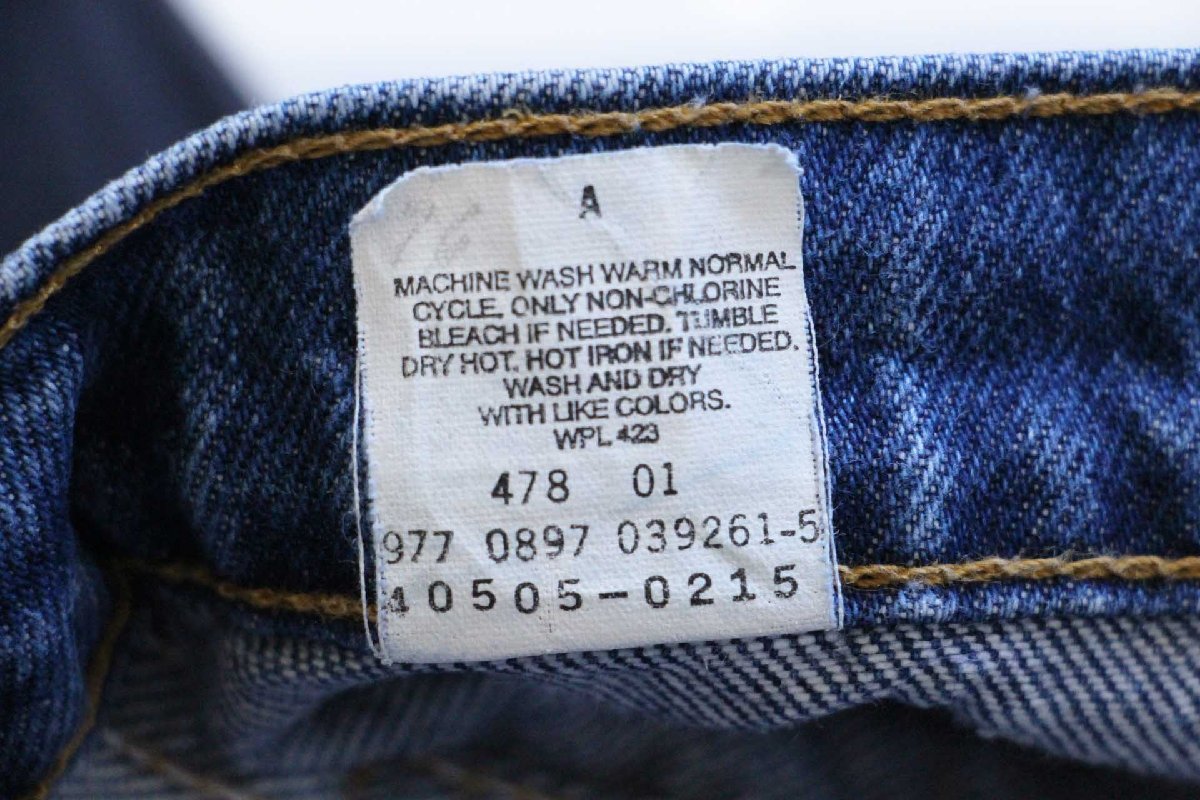 A
MACHINE WASH WARM NORMAL
CYCLE. ONLY NON-CHLORINE
BLEACH IF NEEDED. TUMBLE
DRY HOT. HOT IRON IF NEEDED.
WASH AND DRY
WITH LIKE COLORS.
WPL 423
478 01
977 0897 039261-5
40505-0215